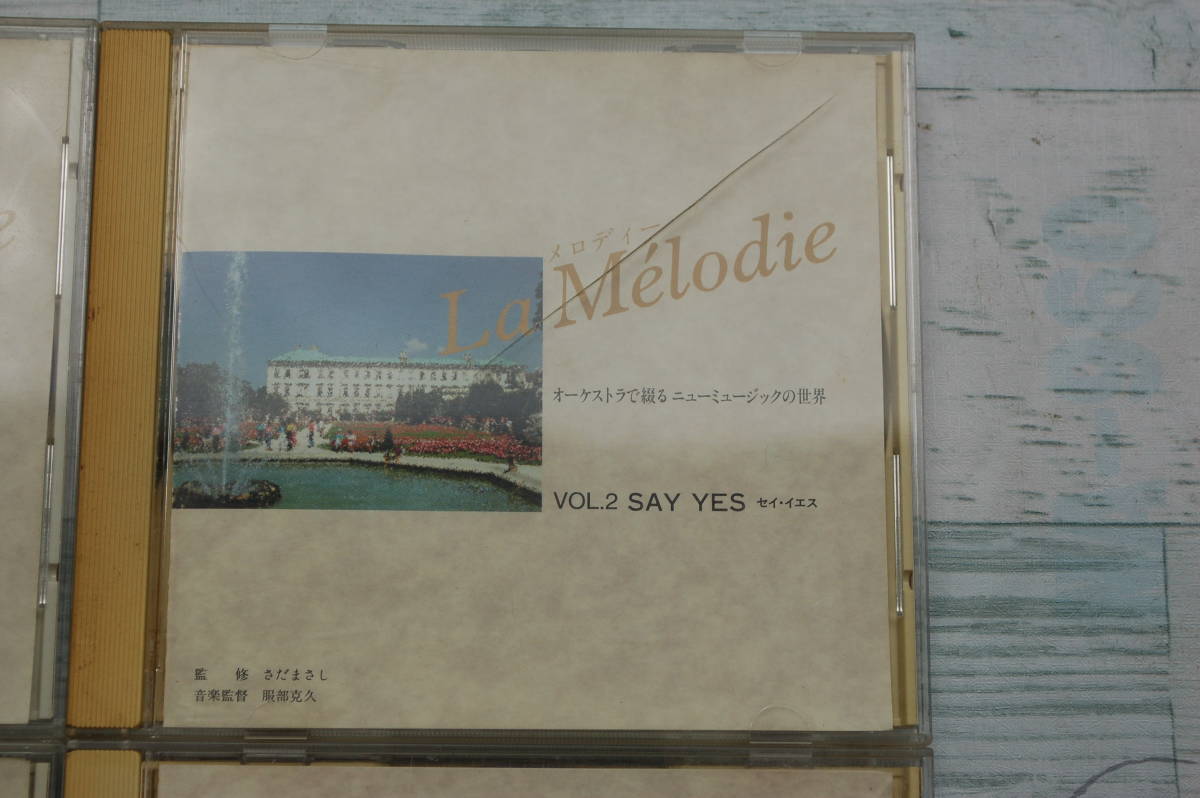 メロディー
La Mélodie
オーケストラで綴る ニューミュージックの世界
VOL.2 SAY YES セイ・イエス
監 修 さだまさし
音楽監督 服部克久
e